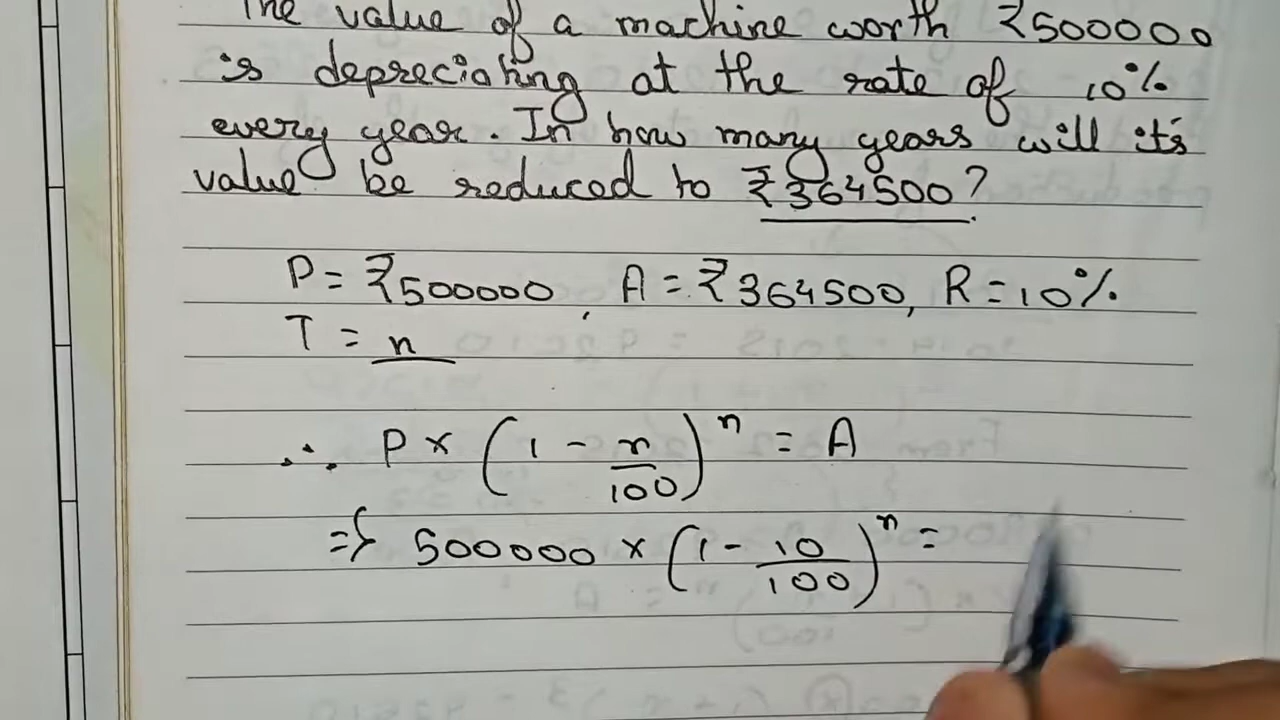 The value of a machine worth ₹500000
is depreciating at the rate of 10%
every year. In how many years will it's
value be reduced to ₹364500?
P = ₹500000, A = ₹364500, R = 10%
T = n
∴ P × (1 - r/100)^n = A
=> 500000 × (1 - 10/100)^n =